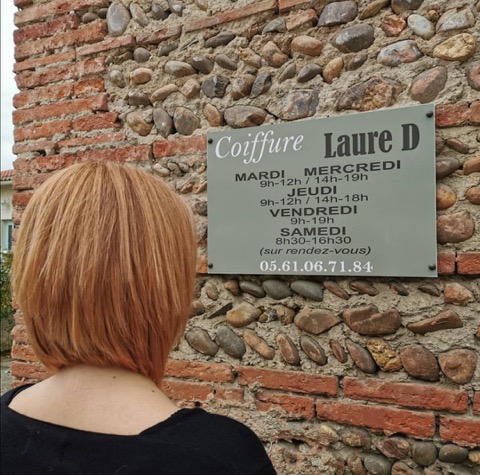 Coiffure Laure D
MARDI MERCREDI
9h-12h / 14h-19h
JEUDI
9h-12h / 14h-18h
VENDREDI
9h-19h
SAMEDI
8h30-16h30
(sur rendez-vous)
05.61.06.71.84